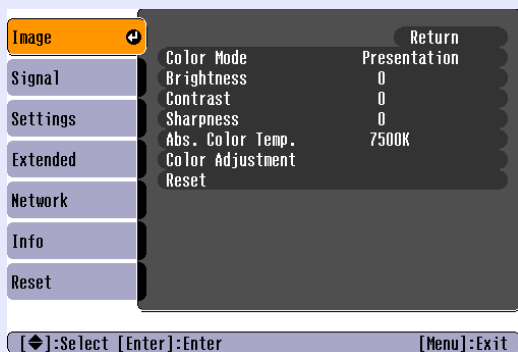 Image
Signal
Settings
Extended
Network
Info
Reset
Return
Color Mode Presentation
Brightness 0
Contrast 0
Sharpness 0
Abs. Color Temp. 7500K
Color Adjustment
Reset
[◆]:Select [Enter]:Enter [Menu]:Exit